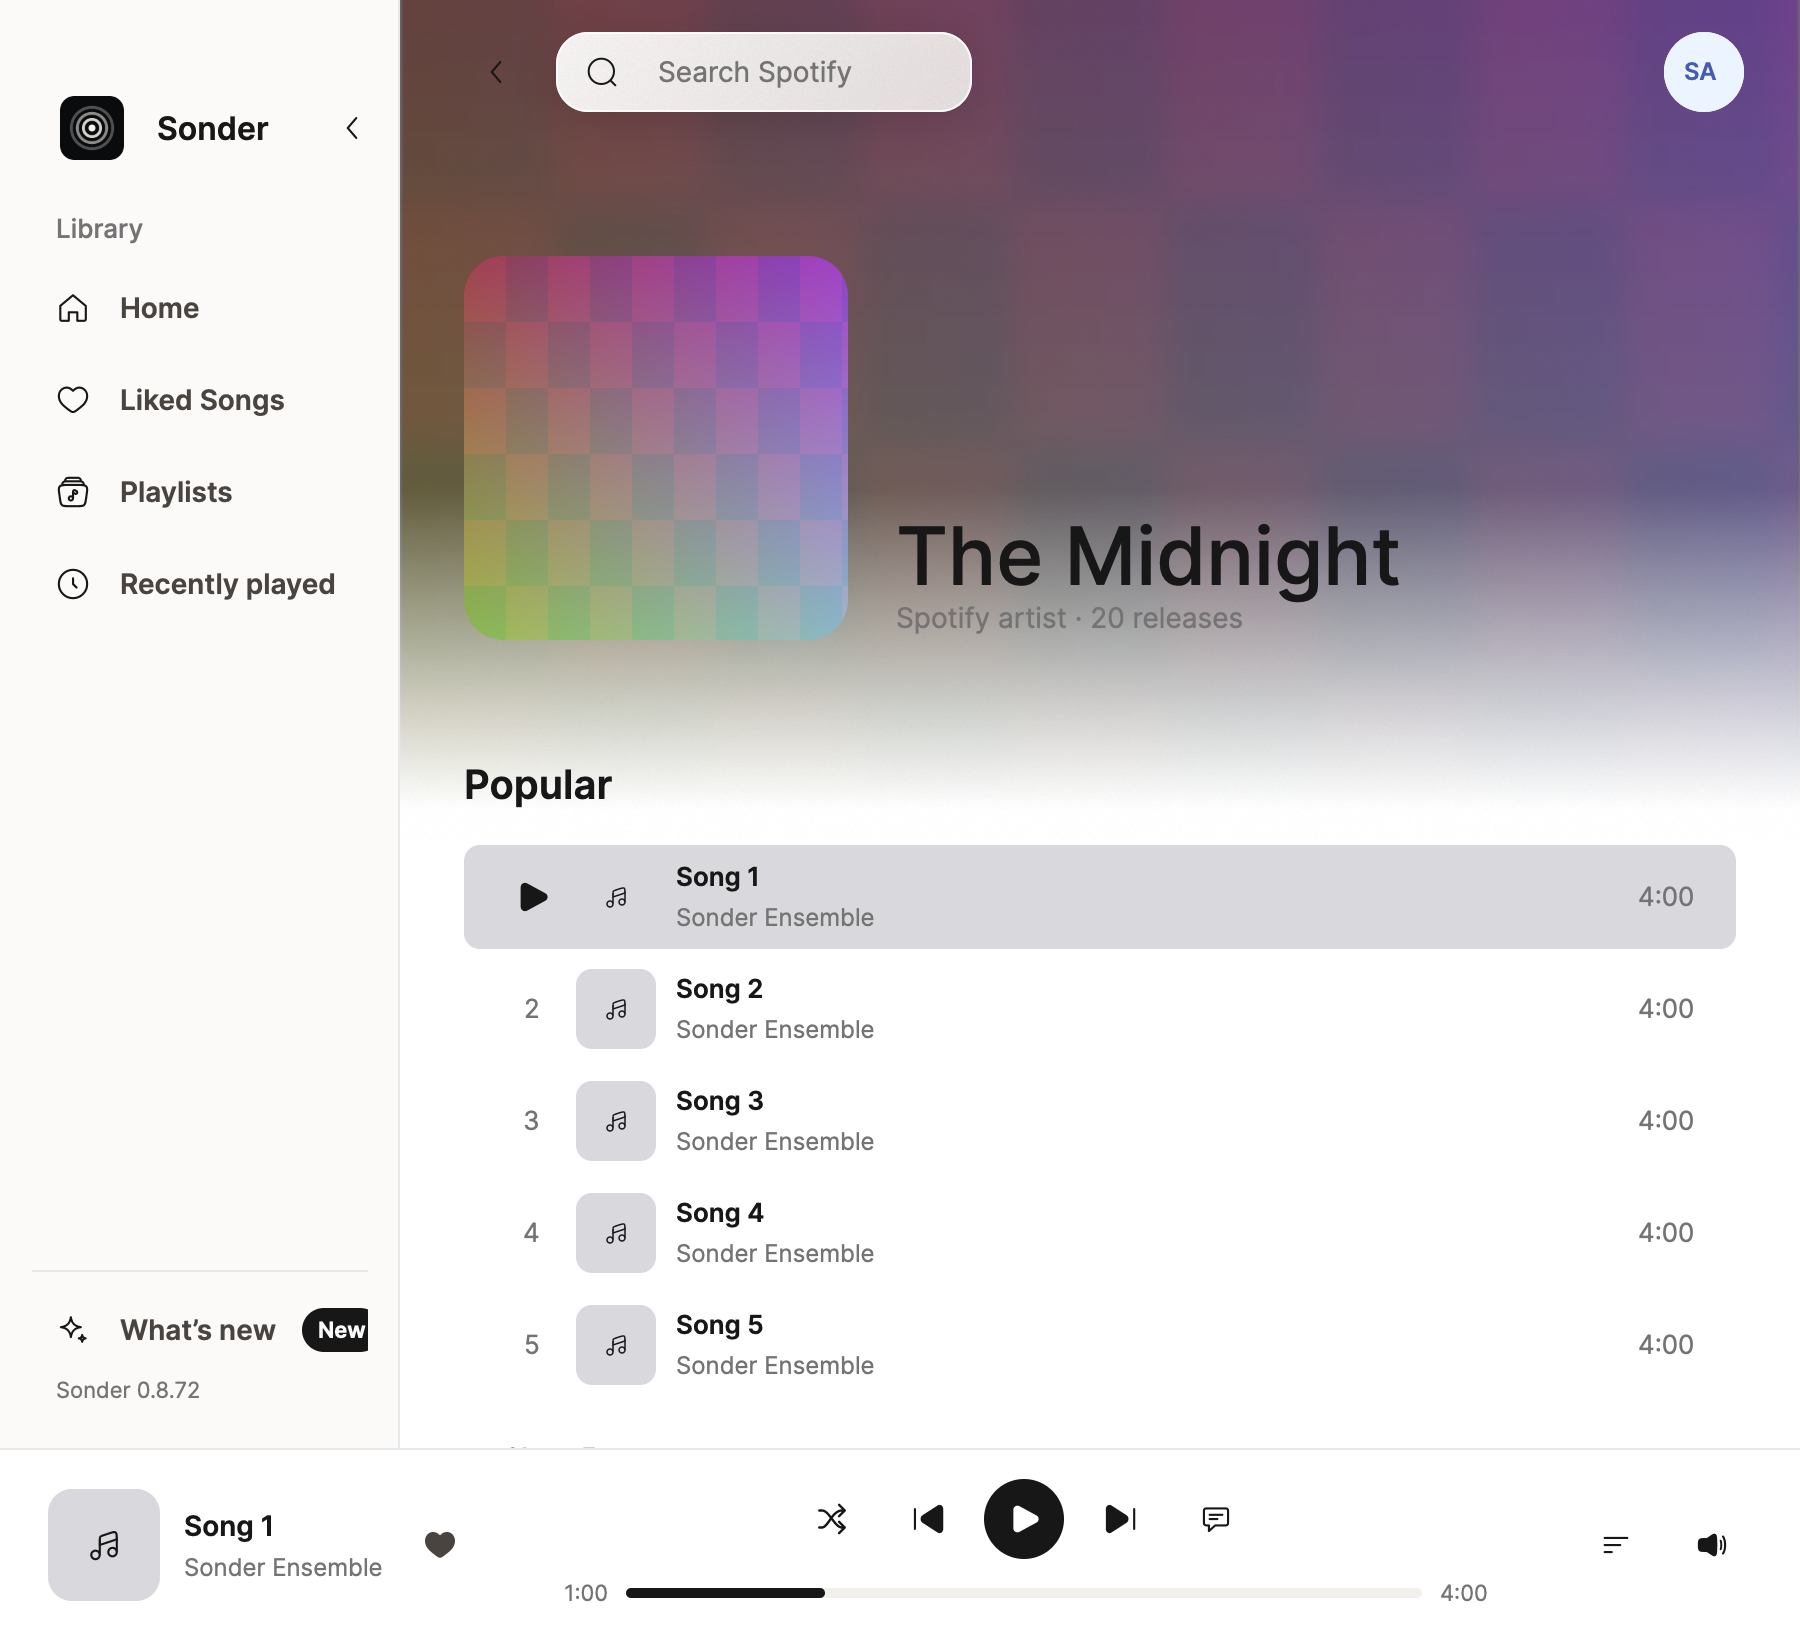 Search Spotify
SA
Sonder
Library
Home
Liked Songs
Playlists
Recently played
The Midnight
Spotify artist · 20 releases
Popular
Song 1
Sonder Ensemble
4:00
2
Song 2
Sonder Ensemble
4:00
3
Song 3
Sonder Ensemble
4:00
4
Song 4
Sonder Ensemble
4:00
5
Song 5
Sonder Ensemble
4:00
What’s new
New
Sonder 0.8.72
Song 1
Sonder Ensemble
1:00
4:00